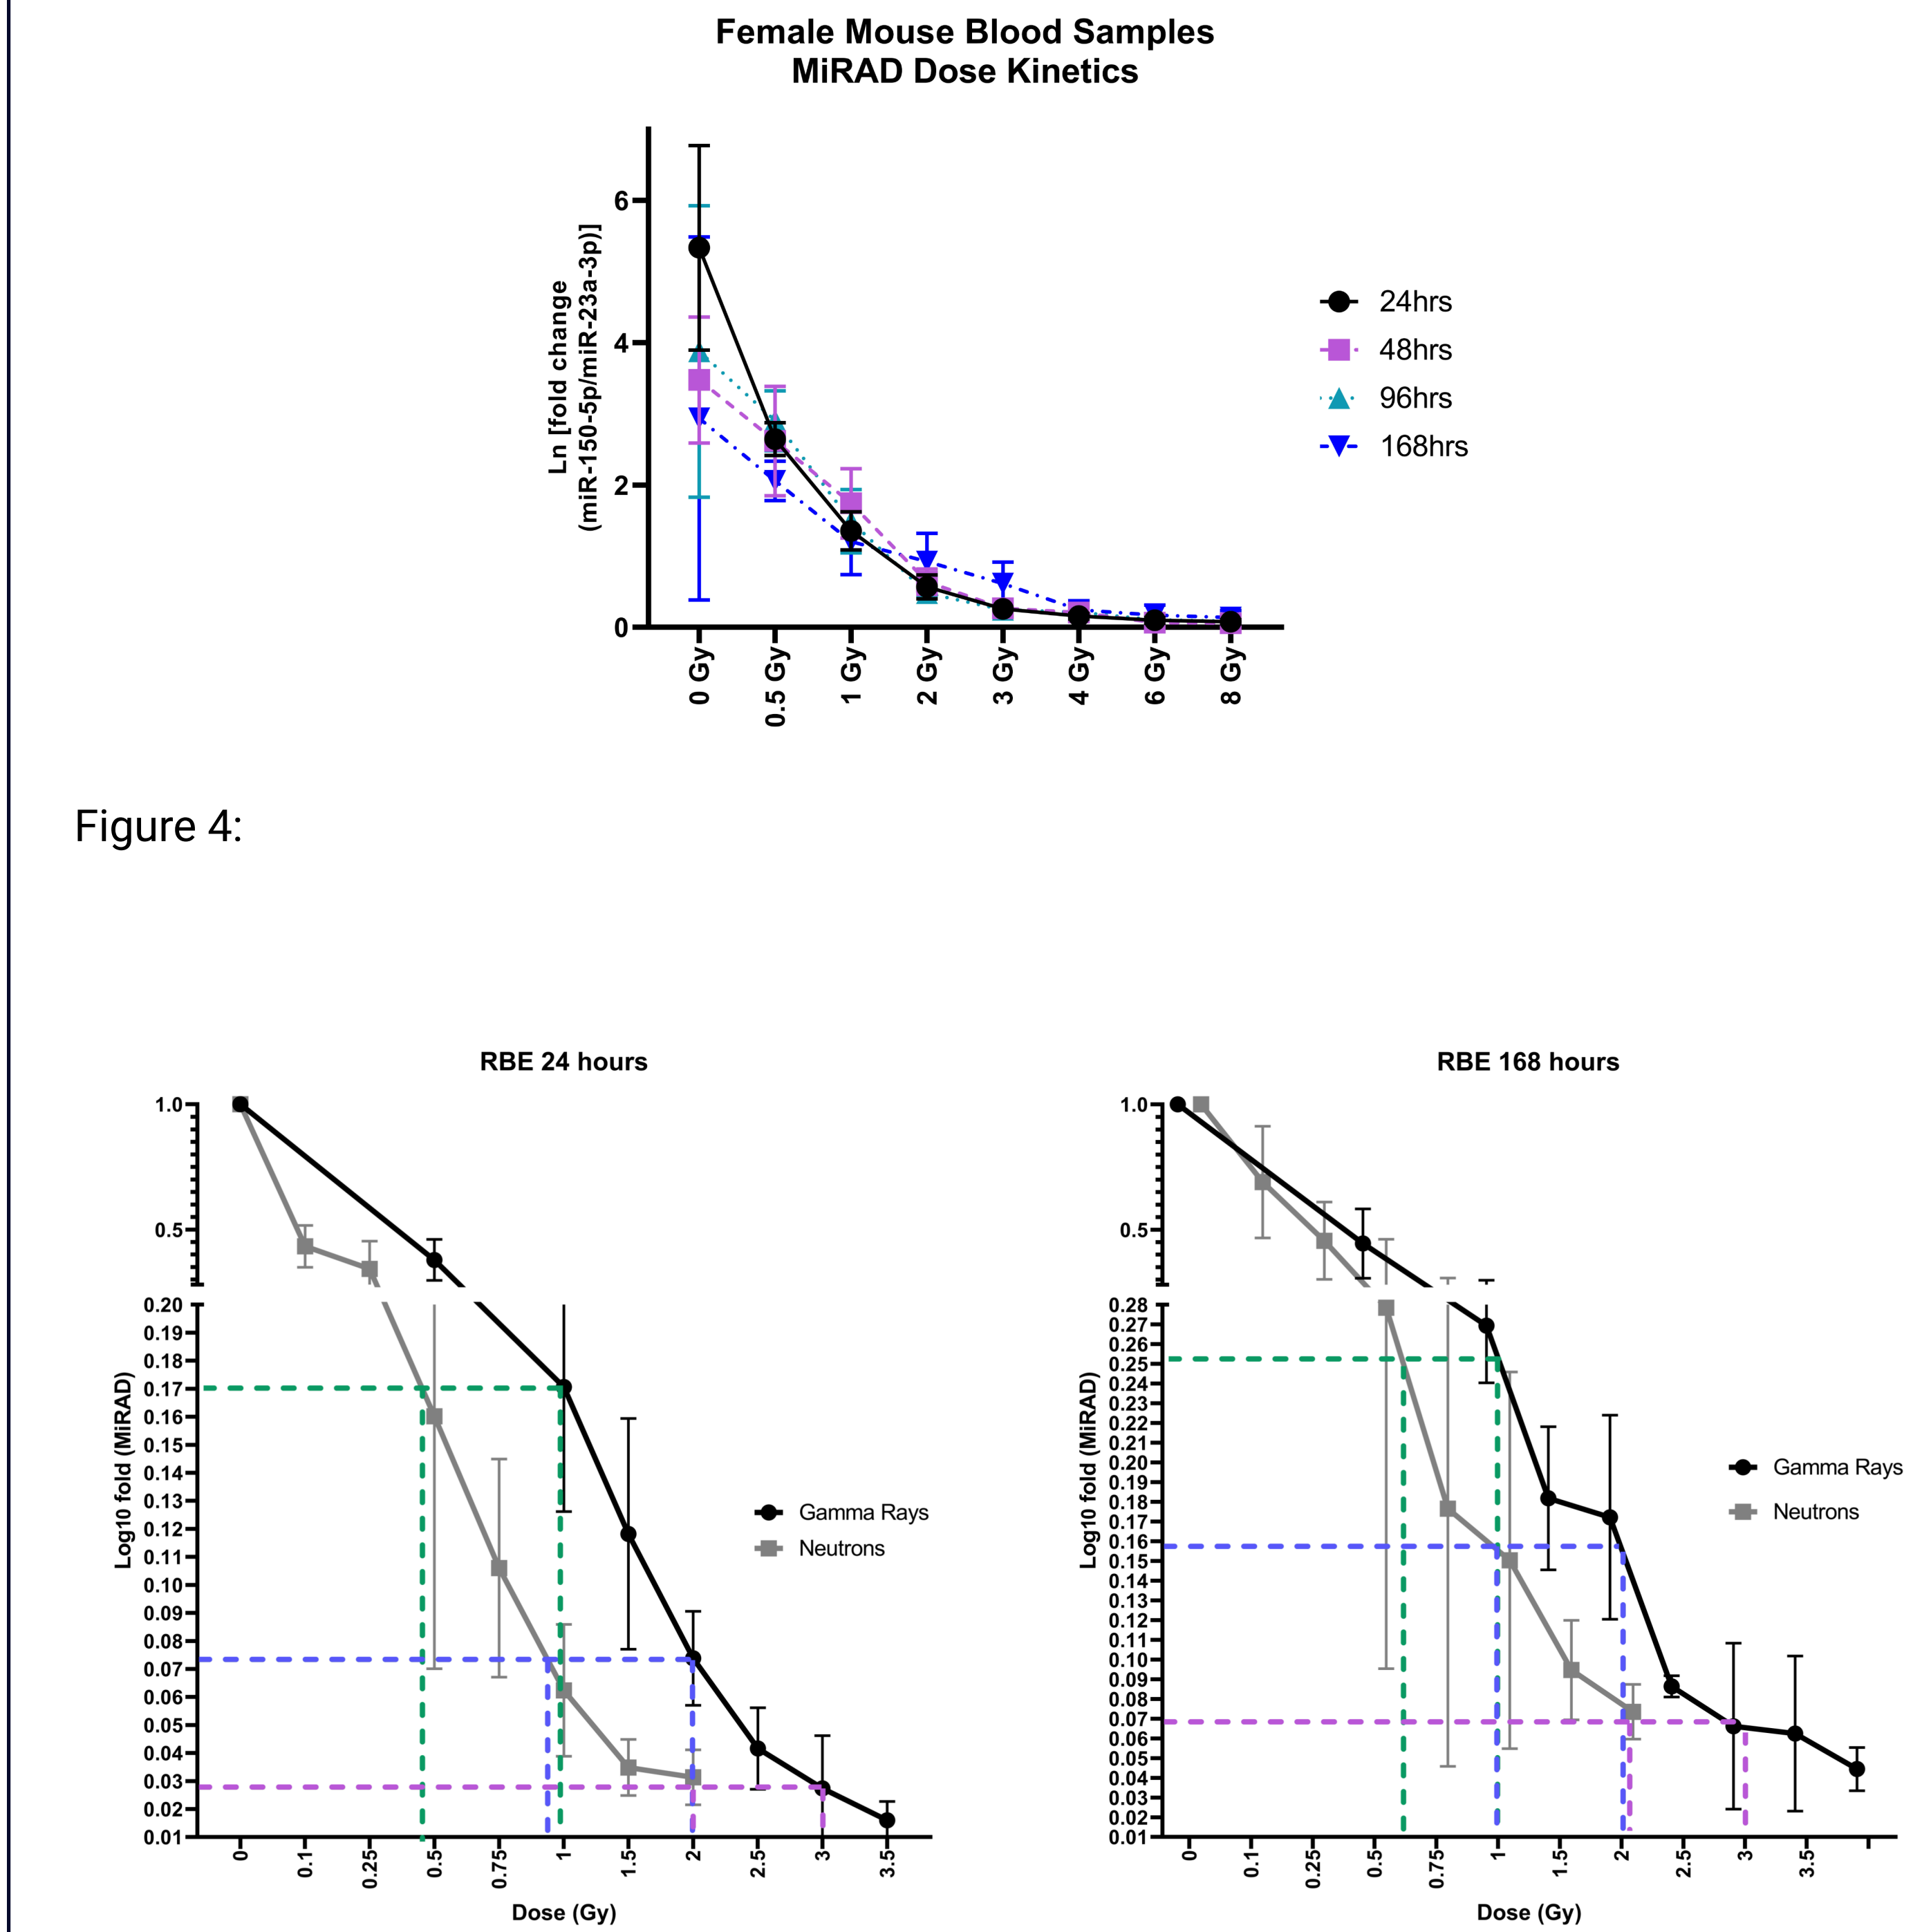 Female Mouse Blood Samples
MiRAD Dose Kinetics
Ln [fold change
(miR-150-5p/miR-23a-3p)]
6
4
2
0
0 Gy
0.5 Gy
1 Gy
2 Gy
3 Gy
4 Gy
6 Gy
8 Gy
24hrs
48hrs
96hrs
168hrs
Figure 4:
RBE 24 hours
Log10 fold (MiRAD)
1.0
0.5
0.20
0.19
0.18
0.17
0.16
0.15
0.14
0.13
0.12
0.11
0.10
0.09
0.08
0.07
0.06
0.05
0.04
0.03
0.02
0.01
0
0.1
0.25
0.5
0.75
1
1.5
2
2.5
3
3.5
Dose (Gy)
Gamma Rays
Neutrons
RBE 168 hours
Log10 fold (MiRAD)
1.0
0.5
0.28
0.27
0.26
0.25
0.24
0.23
0.22
0.21
0.20
0.19
0.18
0.17
0.16
0.15
0.14
0.13
0.12
0.11
0.10
0.09
0.08
0.07
0.06
0.05
0.04
0.03
0.02
0.01
0
0.1
0.25
0.5
0.75
1
1.5
2
2.5
3
3.5
Dose (Gy)
Gamma Rays
Neutrons